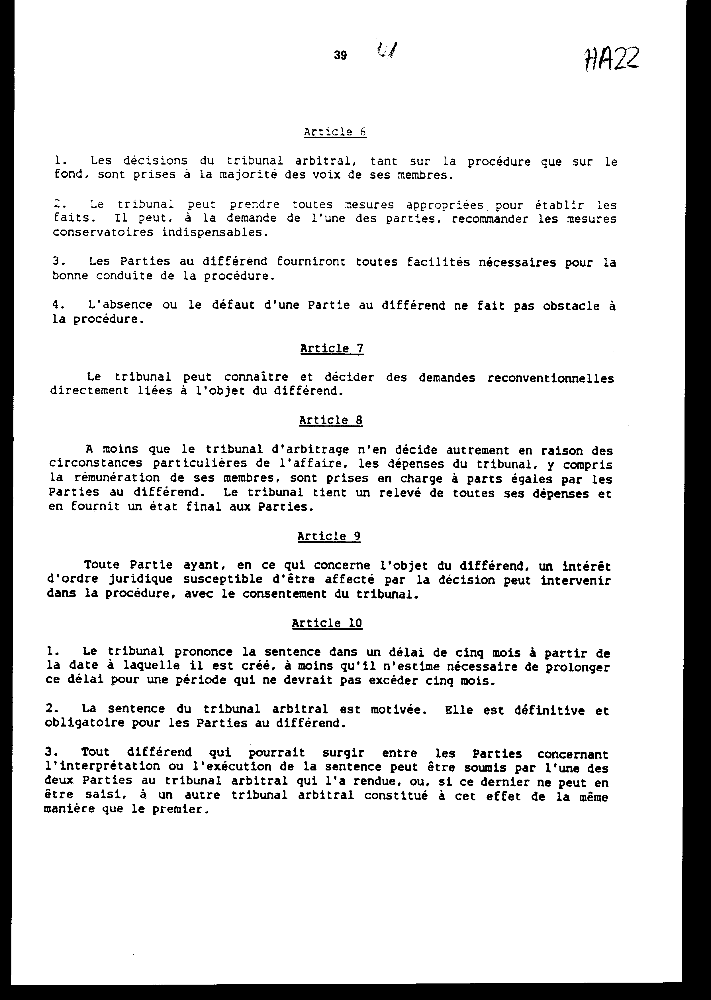 39
HA22
Article 6
1. Les décisions du tribunal arbitral, tant sur la procédure que sur le
fond, sont prises à la majorité des voix de ses membres.
2. Le tribunal peut prendre toutes mesures appropriées pour établir les
faits. Il peut, à la demande de l'une des parties, recommander les mesures
conservatoires indispensables.
3. Les Parties au différend fourniront toutes facilités nécessaires pour la
bonne conduite de la procédure.
4. L'absence ou le défaut d'une Partie au différend ne fait pas obstacle à
la procédure.
Article 7
Le tribunal peut connaître et décider des demandes reconventionnelles
directement liées à l'objet du différend.
Article 8
A moins que le tribunal d'arbitrage n'en décide autrement en raison des
circonstances particulières de l'affaire, les dépenses du tribunal, y compris
la rémunération de ses membres, sont prises en charge à parts égales par les
Parties au différend. Le tribunal tient un relevé de toutes ses dépenses et
en fournit un état final aux Parties.
Article 9
Toute Partie ayant, en ce qui concerne l'objet du différend, un intérêt
d'ordre juridique susceptible d'être affecté par la décision peut intervenir
dans la procédure, avec le consentement du tribunal.
Article 10
1. Le tribunal prononce la sentence dans un délai de cinq mois à partir de
la date à laquelle il est créé, à moins qu'il n'estime nécessaire de prolonger
ce délai pour une période qui ne devrait pas excéder cinq mois.
2. La sentence du tribunal arbitral est motivée. Elle est définitive et
obligatoire pour les Parties au différend.
3. Tout différend qui pourrait surgir entre les Parties concernant
l'interprétation ou l'exécution de la sentence peut être soumis par l'une des
deux Parties au tribunal arbitral qui l'a rendue, ou, si ce dernier ne peut en
être saisi, à un autre tribunal arbitral constitué à cet effet de la même
manière que le premier.